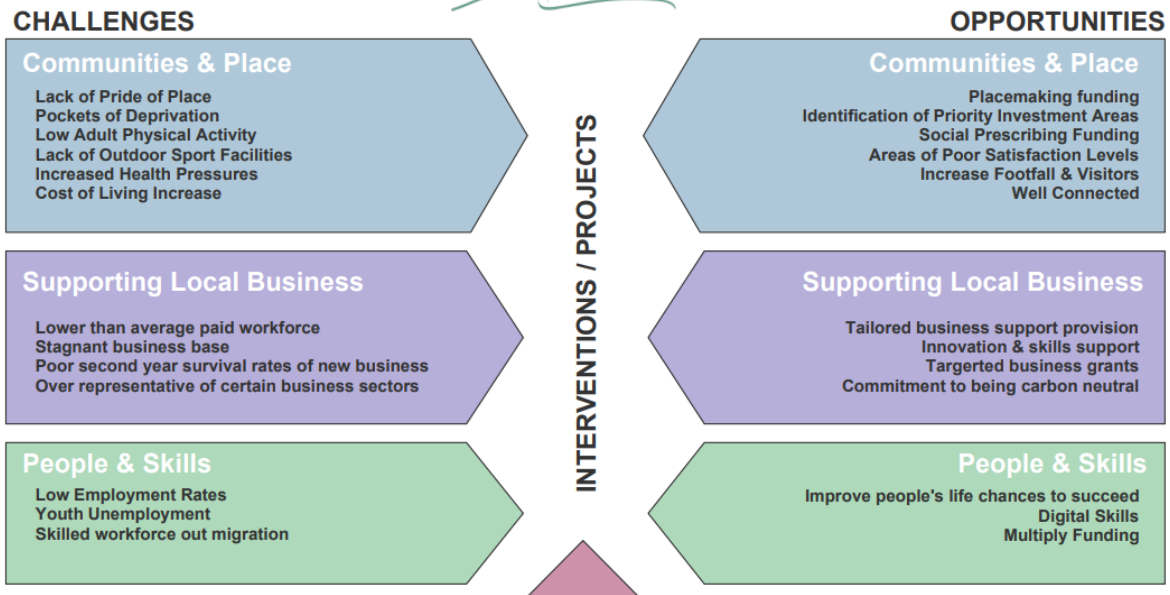 CHALLENGES
Communities & Place
Lack of Pride of Place
Pockets of Deprivation
Low Adult Physical Activity
Lack of Outdoor Sport Facilities
Increased Health Pressures
Cost of Living Increase
Supporting Local Business
Lower than average paid workforce
Stagnant business base
Poor second year survival rates of new business
Over representative of certain business sectors
People & Skills
Low Employment Rates
Youth Unemployment
Skilled workforce out migration
INTERVENTIONS / PROJECTS
OPPORTUNITIES
Communities & Place
Placemaking funding
Identification of Priority Investment Areas
Social Prescribing Funding
Areas of Poor Satisfaction Levels
Increase Footfall & Visitors
Well Connected
Supporting Local Business
Tailored business support provision
Innovation & skills support
Targerted business grants
Commitment to being carbon neutral
People & Skills
Improve people's life chances to succeed
Digital Skills
Multiply Funding